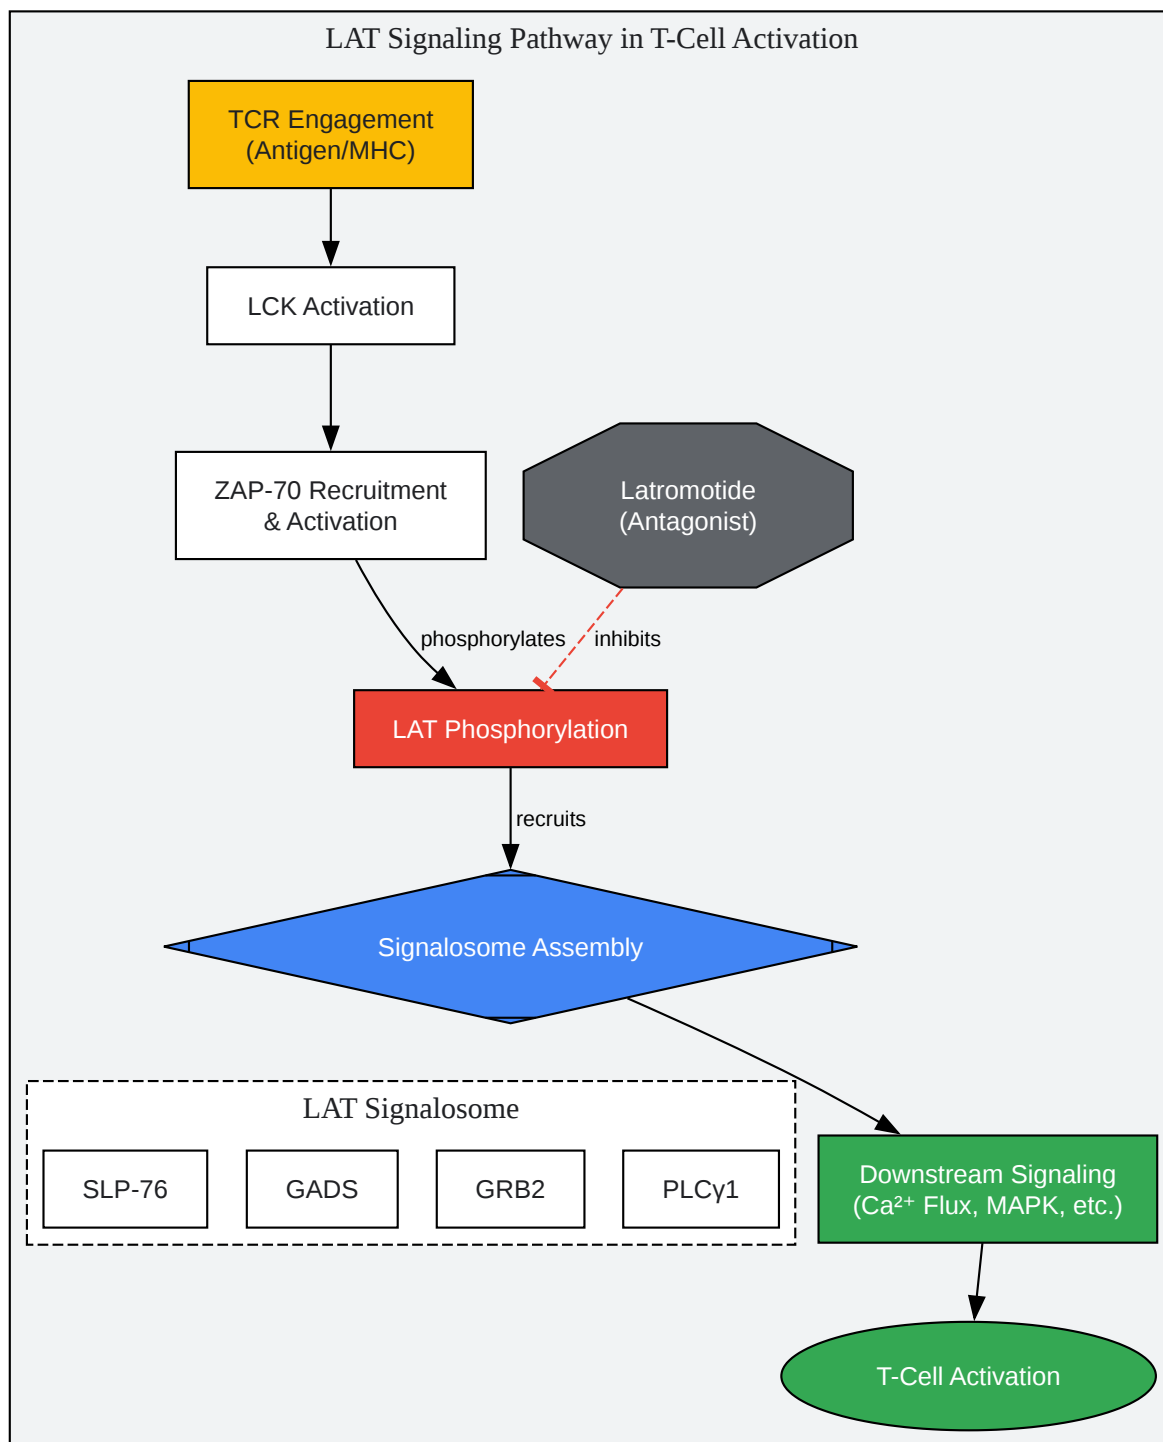 LAT Signaling Pathway in T-Cell Activation
TCR Engagement
(Antigen/MHC)
LCK Activation
ZAP-70 Recruitment
& Activation
Latromotide
(Antagonist)
phosphorylates
inhibits
LAT Phosphorylation
recruits
Signalosome Assembly
LAT Signalosome
SLP-76
GADS
GRB2
PLCγ1
Downstream Signaling
(Ca²⁺ Flux, MAPK, etc.)
T-Cell Activation